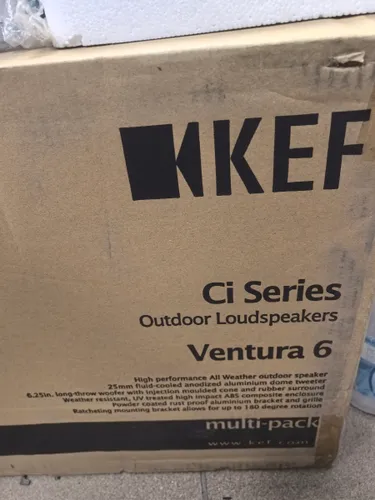 KEF
Ci Series
Outdoor Loudspeakers
Ventura 6
High performance All Weather outdoor speaker
25mm fluid-cooled anodized aluminium dome tweeter
6.25in. long-throw woofer with injection moulded cone and rubber surround
Weather resistant, UV treated high impact ABS composite enclosure
Powder coated rust proof aluminium bracket and grille
Ratcheting mounting bracket allows for up to 180 degree rotation
multi-pack
www.kef.com